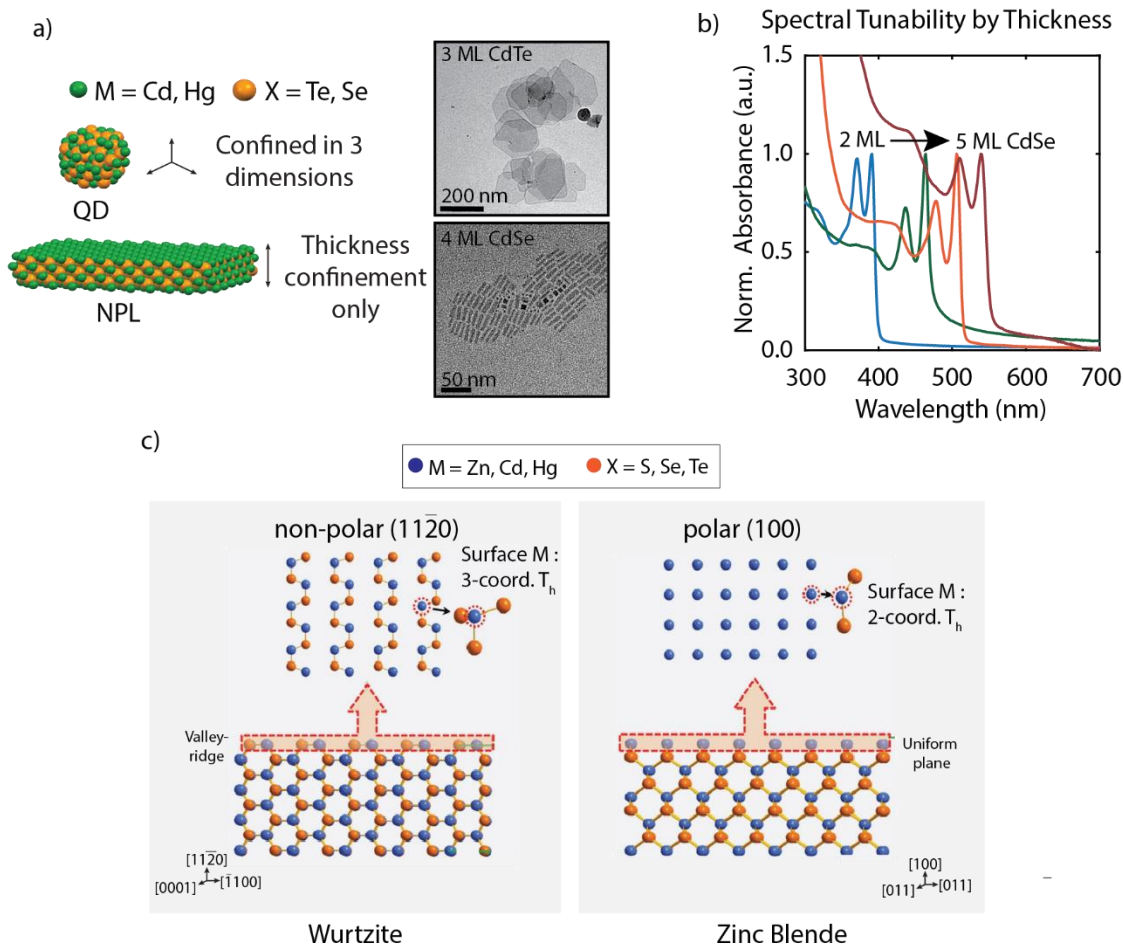 a)
M = Cd, Hg
X = Te, Se
Confined in 3
dimensions
QD
Thickness
confinement
only
NPL
3 ML CdTe
200 nm
4 ML CdSe
50 nm
b)
Spectral Tunability by Thickness
Norm. Absorbance (a.u.)
1.5
1.0
0.5
0.0
2 ML
5 ML CdSe
300
400
500
600
700
Wavelength (nm)
c)
M = Zn, Cd, Hg
X = S, Se, Te
non-polar (112̅0)
Surface M :
3-coord. Tₕ
Valley-
ridge
[112̅0]
[0001]
[1̅100]
Wurtzite
polar (100)
Surface M :
2-coord. Tₕ
Uniform
plane
[100]
[011]
[011]
Zinc Blende